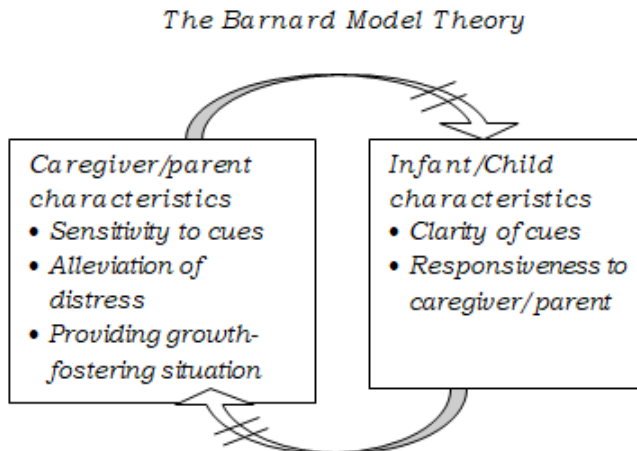 The Barnard Model Theory
Caregiver/parent
characteristics
• Sensitivity to cues
• Alleviation of
distress
• Providing growth-
fostering situation
Infant/Child
characteristics
• Clarity of cues
• Responsiveness to
caregiver/parent